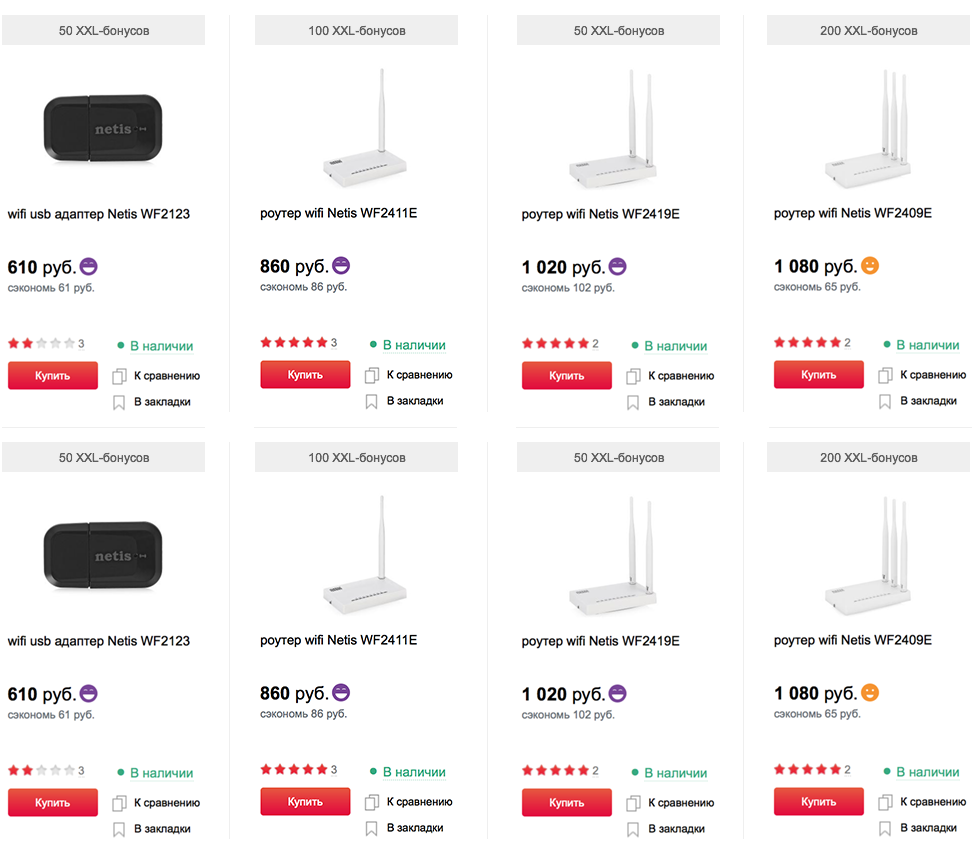 50 XXL-бонусов
100 XXL-бонусов
50 XXL-бонусов
200 XXL-бонусов
netis
wifi usb адаптер Netis WF2123
роутер wifi Netis WF2411E
роутер wifi Netis WF2419E
роутер wifi Netis WF2409E
610 руб.
860 руб.
1 020 руб.
1 080 руб.
сэкономь 61 руб.
сэкономь 86 руб.
сэкономь 102 руб.
сэкономь 65 руб.
3
В наличии
3
В наличии
2
В наличии
2
В наличии
Купить
К сравнению
Купить
К сравнению
Купить
К сравнению
Купить
К сравнению
В закладки
В закладки
В закладки
В закладки
50 XXL-бонусов
100 XXL-бонусов
50 XXL-бонусов
200 XXL-бонусов
netis
wifi usb адаптер Netis WF2123
роутер wifi Netis WF2411E
роутер wifi Netis WF2419E
роутер wifi Netis WF2409E
610 руб.
860 руб.
1 020 руб.
1 080 руб.
сэкономь 61 руб.
сэкономь 86 руб.
сэкономь 102 руб.
сэкономь 65 руб.
3
В наличии
3
В наличии
2
В наличии
2
В наличии
Купить
К сравнению
Купить
К сравнению
Купить
К сравнению
Купить
К сравнению
В закладки
В закладки
В закладки
В закладки